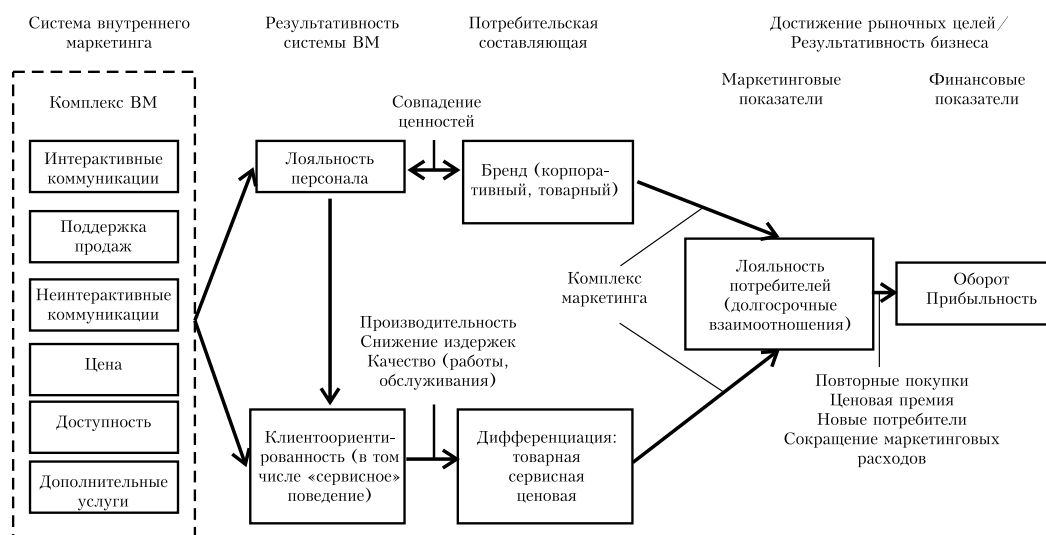 Система внутреннего
маркетинга
Результативность
системы ВМ
Потребительская
составляющая
Достижение рыночных целей /
Результативность бизнеса
Маркетинговые
показатели
Финансовые
показатели
Комплекс ВМ
Интерактивные
коммуникации
Поддержка
продаж
Неинтерактивные
коммуникации
Цена
Доступность
Дополнительные
услуги
Лояльность
персонала
Совпадение
ценностей
Бренд (корпора-
тивный, товарный)
Производительность
Снижение издержек
Качество (работы,
обслуживания)
Клиентоориенти-
рованность (в том
числе «сервисное»
поведение)
Дифференциация:
товарная
сервисная
ценовая
Комплекс
маркетинга
Лояльность
потребителей
(долгосрочные
взаимоотношения)
Оборот
Прибыльность
Повторные покупки
Ценовая премия
Новые потребители
Сокращение маркетинговых
расходов